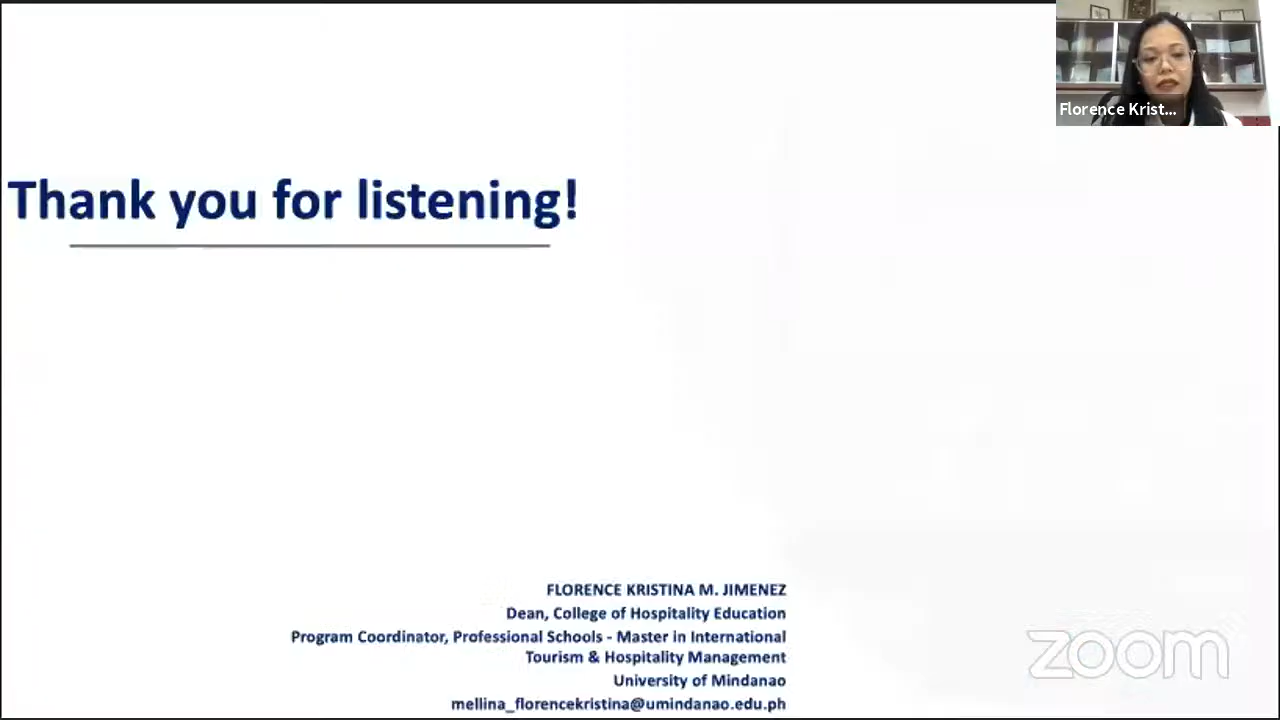 Florence Krist...
Thank you for listening!
FLORENCE KRISTINA M. JIMENEZ
Dean, College of Hospitality Education
Program Coordinator, Professional Schools - Master in International
Tourism & Hospitality Management
University of Mindanao
mellina_florencekristina@umindanao.edu.ph
zoom